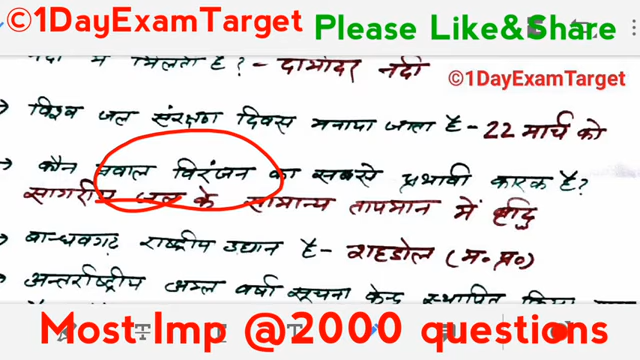 ©1DayExamTarget Please Like&Share
में मिलता है? - दामोदर नदी
©1DayExamTarget
→ विश्व जल संरक्षण दिवस मनाया जाता है - 22 मार्च को
→ कौन प्रवाल विरंजन का सबसे प्रभावी कारक है?
सागरीय जल के सामान्य तापमान में वृद्धि
→ बान्धवगढ़ राष्ट्रीय उद्यान है - शहडोल (म॰ प्र॰)
→ अन्तर्राष्ट्रीय अम्ल वर्षा सूचना केन्द्र स्थापित किया
Most Imp @2000 questions